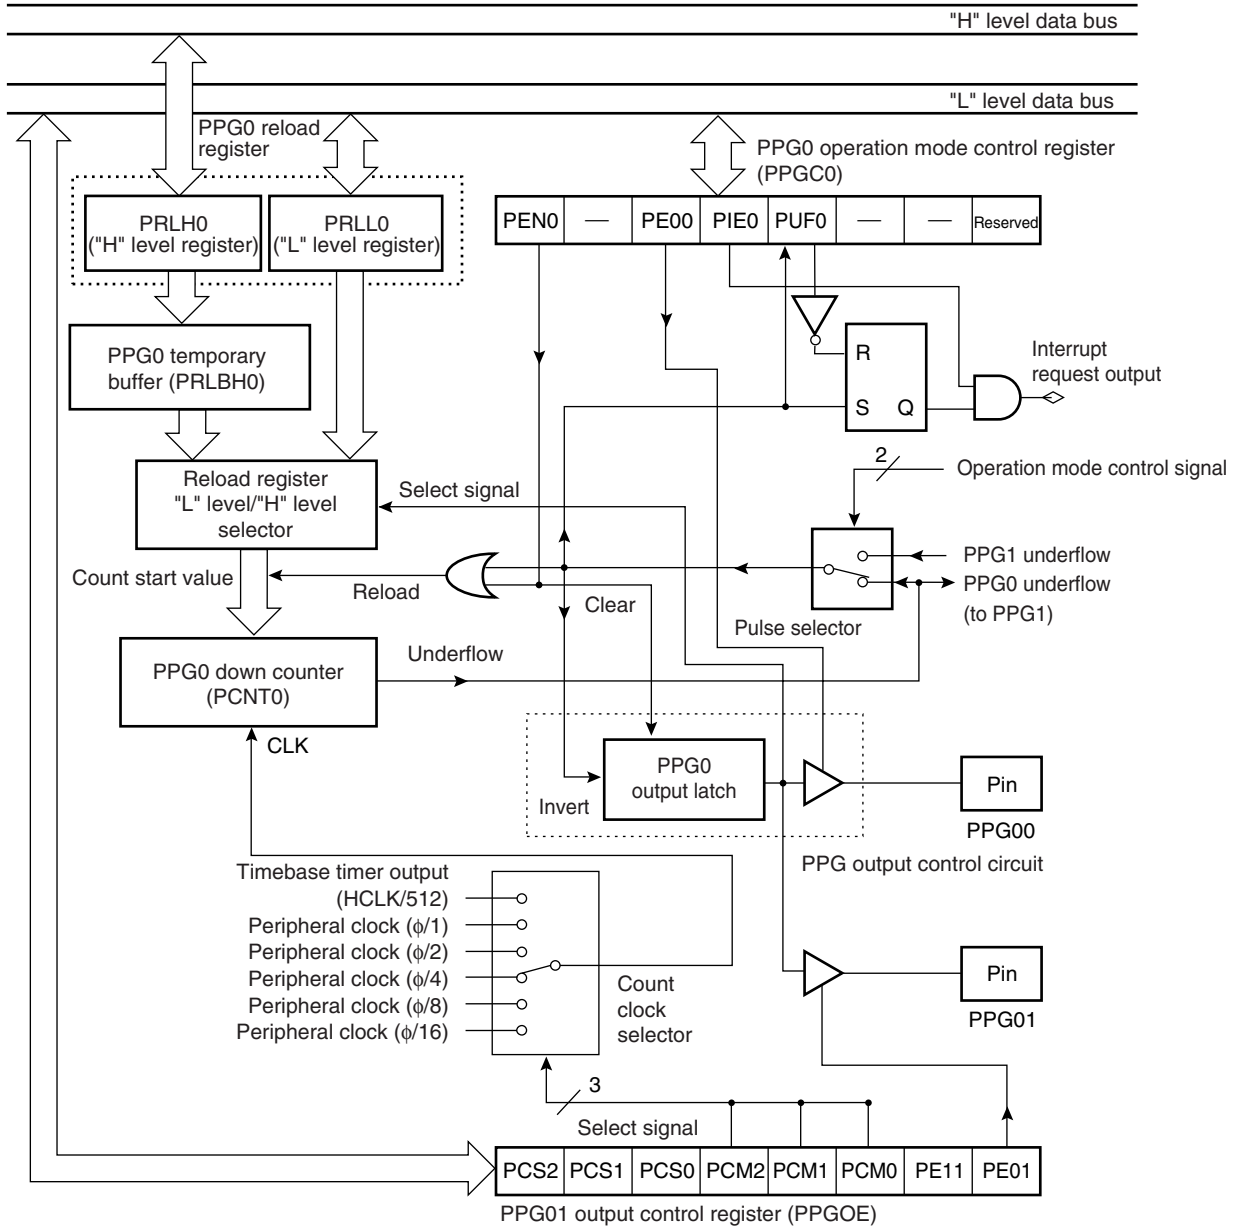 "H" level data bus
"L" level data bus
PPG0 reload
register
PPG0 operation mode control register
(PPGC0)
PRLH0
("H" level register)
PRLL0
("L" level register)
PEN0 — PE00 PIE0 PUF0 — — Reserved
PPG0 temporary
buffer (PRLBH0)
R
S Q
Interrupt
request output
Reload register
"L" level/"H" level
selector
Select signal
2
Operation mode control signal
Count start value
Reload
Clear
PPG1 underflow
PPG0 underflow
(to PPG1)
Pulse selector
PPG0 down counter
(PCNT0)
Underflow
CLK
PPG0
output latch
Invert
Pin
PPG00
PPG output control circuit
Timebase timer output
(HCLK/512)
Peripheral clock (ϕ/1)
Peripheral clock (ϕ/2)
Peripheral clock (ϕ/4)
Peripheral clock (ϕ/8)
Peripheral clock (ϕ/16)
Count
clock
selector
Pin
PPG01
3
Select signal
PCS2 PCS1 PCS0 PCM2 PCM1 PCM0 PE11 PE01
PPG01 output control register (PPGOE)